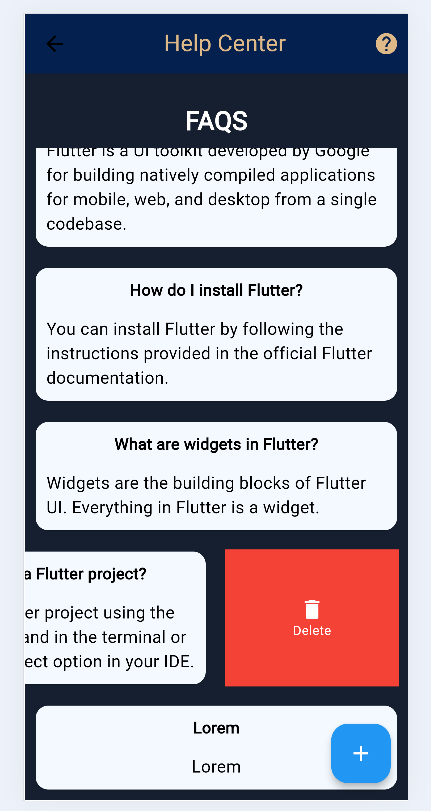 Help Center
FAQS
Flutter is a UI toolkit developed by Google
for building natively compiled applications
for mobile, web, and desktop from a single
codebase.
How do I install Flutter?
You can install Flutter by following the
instructions provided in the official Flutter
documentation.
What are widgets in Flutter?
Widgets are the building blocks of Flutter
UI. Everything in Flutter is a widget.
a Flutter project?
er project using the
and in the terminal or
ect option in your IDE.
Delete
Lorem
Lorem